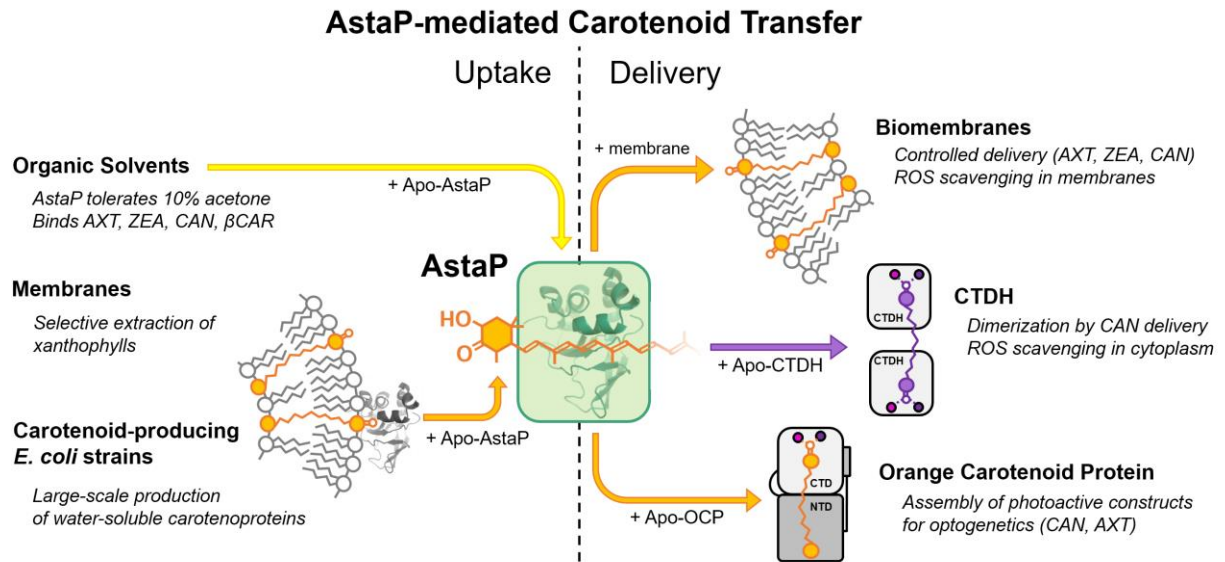 AstaP-mediated Carotenoid Transfer
Uptake
Delivery
Organic Solvents
AstaP tolerates 10% acetone
Binds AXT, ZEA, CAN, βCAR
+ Apo-AstaP
Membranes
Selective extraction of
xanthophylls
Carotenoid-producing
E. coli strains
Large-scale production
of water-soluble carotenoproteins
+ Apo-AstaP
AstaP
HO
O
+ membrane
Biomembranes
Controlled delivery (AXT, ZEA, CAN)
ROS scavenging in membranes
+ Apo-CTDH
CTDH
CTDH
CTDH
Dimerization by CAN delivery
ROS scavenging in cytoplasm
+ Apo-OCP
CTD
NTD
Orange Carotenoid Protein
Assembly of photoactive constructs
for optogenetics (CAN, AXT)